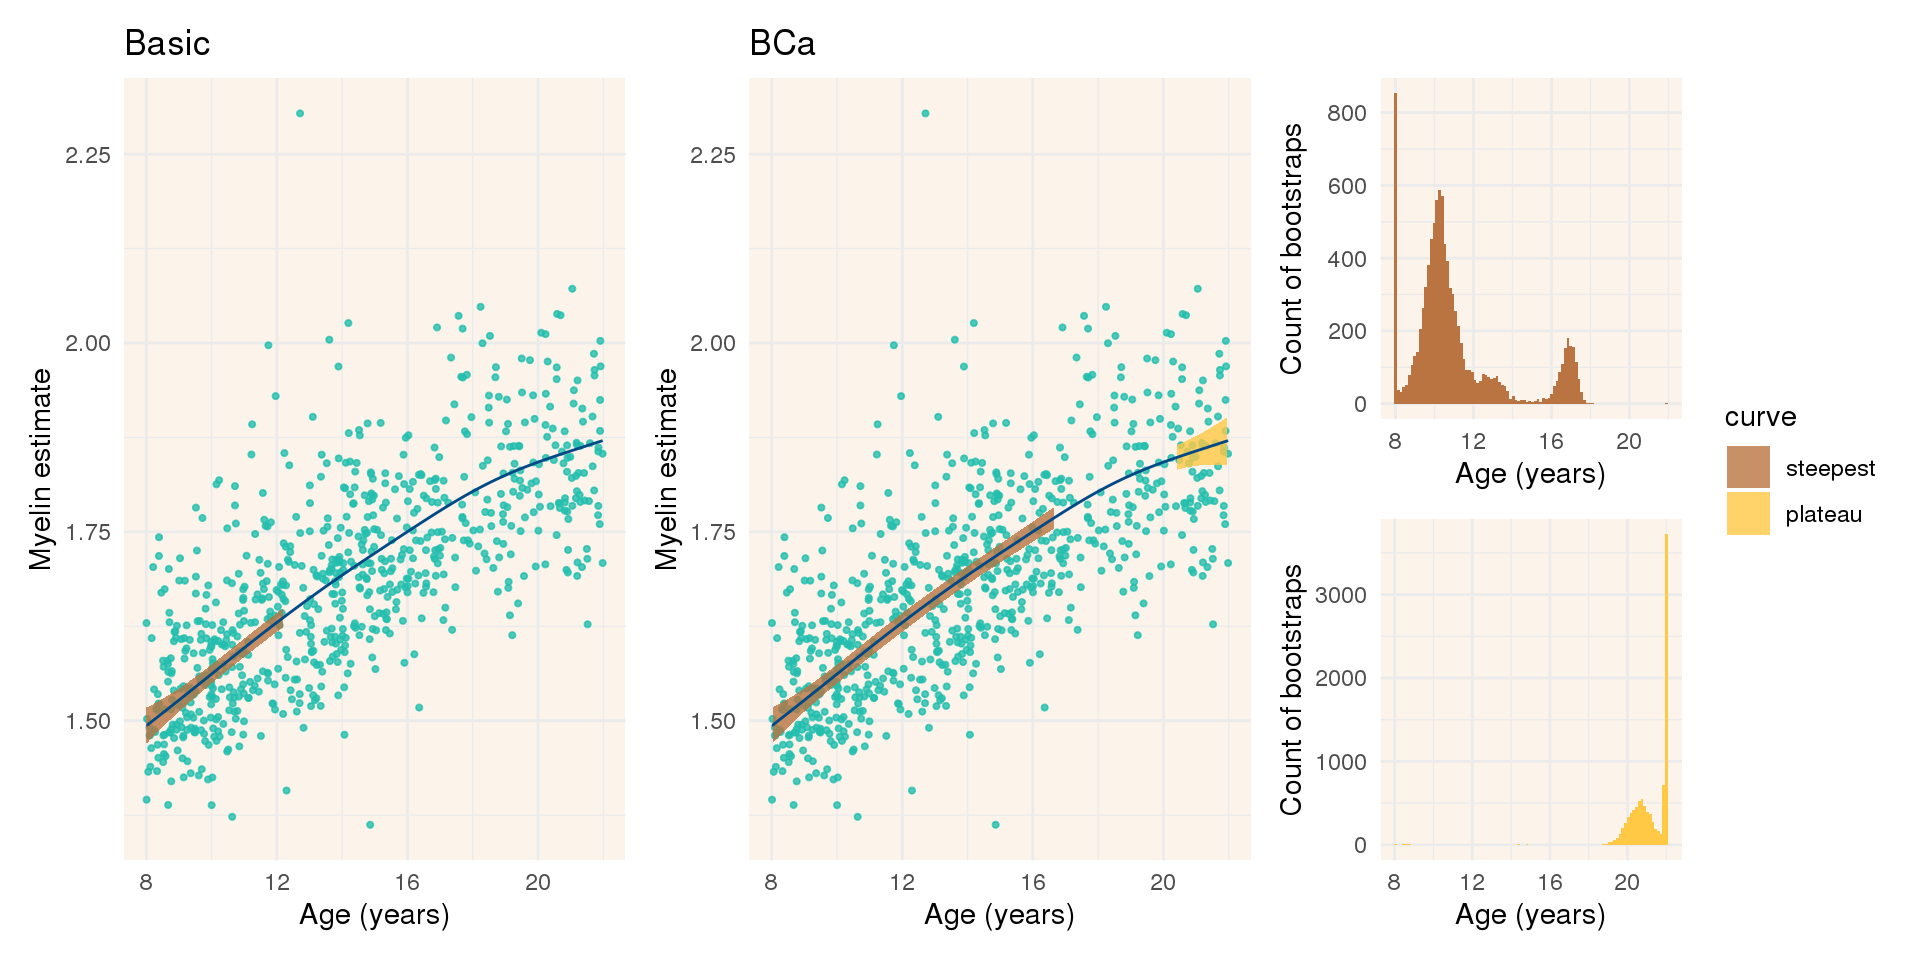 Basic
Myelin estimate
2.25
2.00
1.75
1.50
8 12 16 20
Age (years)
BCa
Myelin estimate
2.25
2.00
1.75
1.50
8 12 16 20
Age (years)
Count of bootstraps
800
600
400
200
0
8 12 16 20
Age (years)
Count of bootstraps
3000
2000
1000
0
8 12 16 20
Age (years)
curve
steepest
plateau